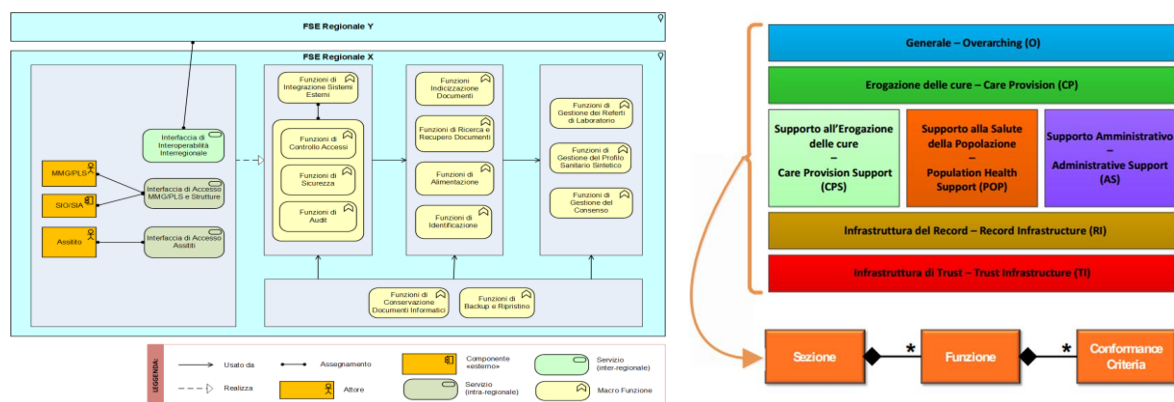 FSE Regionale Y
FSE Regionale X
Interfaccia di
Interoperabilità
Interregionale
MMG/PLS
Interfaccia di Accesso
MMG/PLS e Strutture
SIO/SIA
Assitito
Interfaccia di Accesso
Assititi
Funzioni di
Integrazione Sistemi
Esterni
Funzioni di
Controllo Accessi
Funzioni di
Sicurezza
Funzioni di
Audit
Funzioni
Indicizzazione
Documenti
Funzioni di Ricerca e
Recupero Documenti
Funzioni di
Alimentazione
Funzioni di
Identificazione
Funzioni di
Gestione dei Referti
di Laboratorio
Funzioni di
Gestione del Profilo
Sanitario Sintetico
Funzioni di
Gestione del
Consenso
Funzioni di
Conservazione
Documenti Informatici
Funzioni di
Backup e Ripristino
LEGGENDA:
Usato da
Assegnamento
Componente
«esterno»
Servizio
(inter-regionale)
Realizza
Attore
Servizio
(intra-regionale)
Macro Funzione
Generale – Overarching (O)
Erogazione delle cure – Care Provision (CP)
Supporto all'Erogazione
delle cure
–
Care Provision Support
(CPS)
Supporto alla Salute
della Popolazione
–
Population Health
Support (POP)
Supporto Amministrativo
–
Administrative Support
(AS)
Infrastruttura del Record – Record Infrastructure (RI)
Infrastruttura di Trust – Trust Infrastructure (TI)
Sezione
*
Funzione
*
Conformance
Criteria